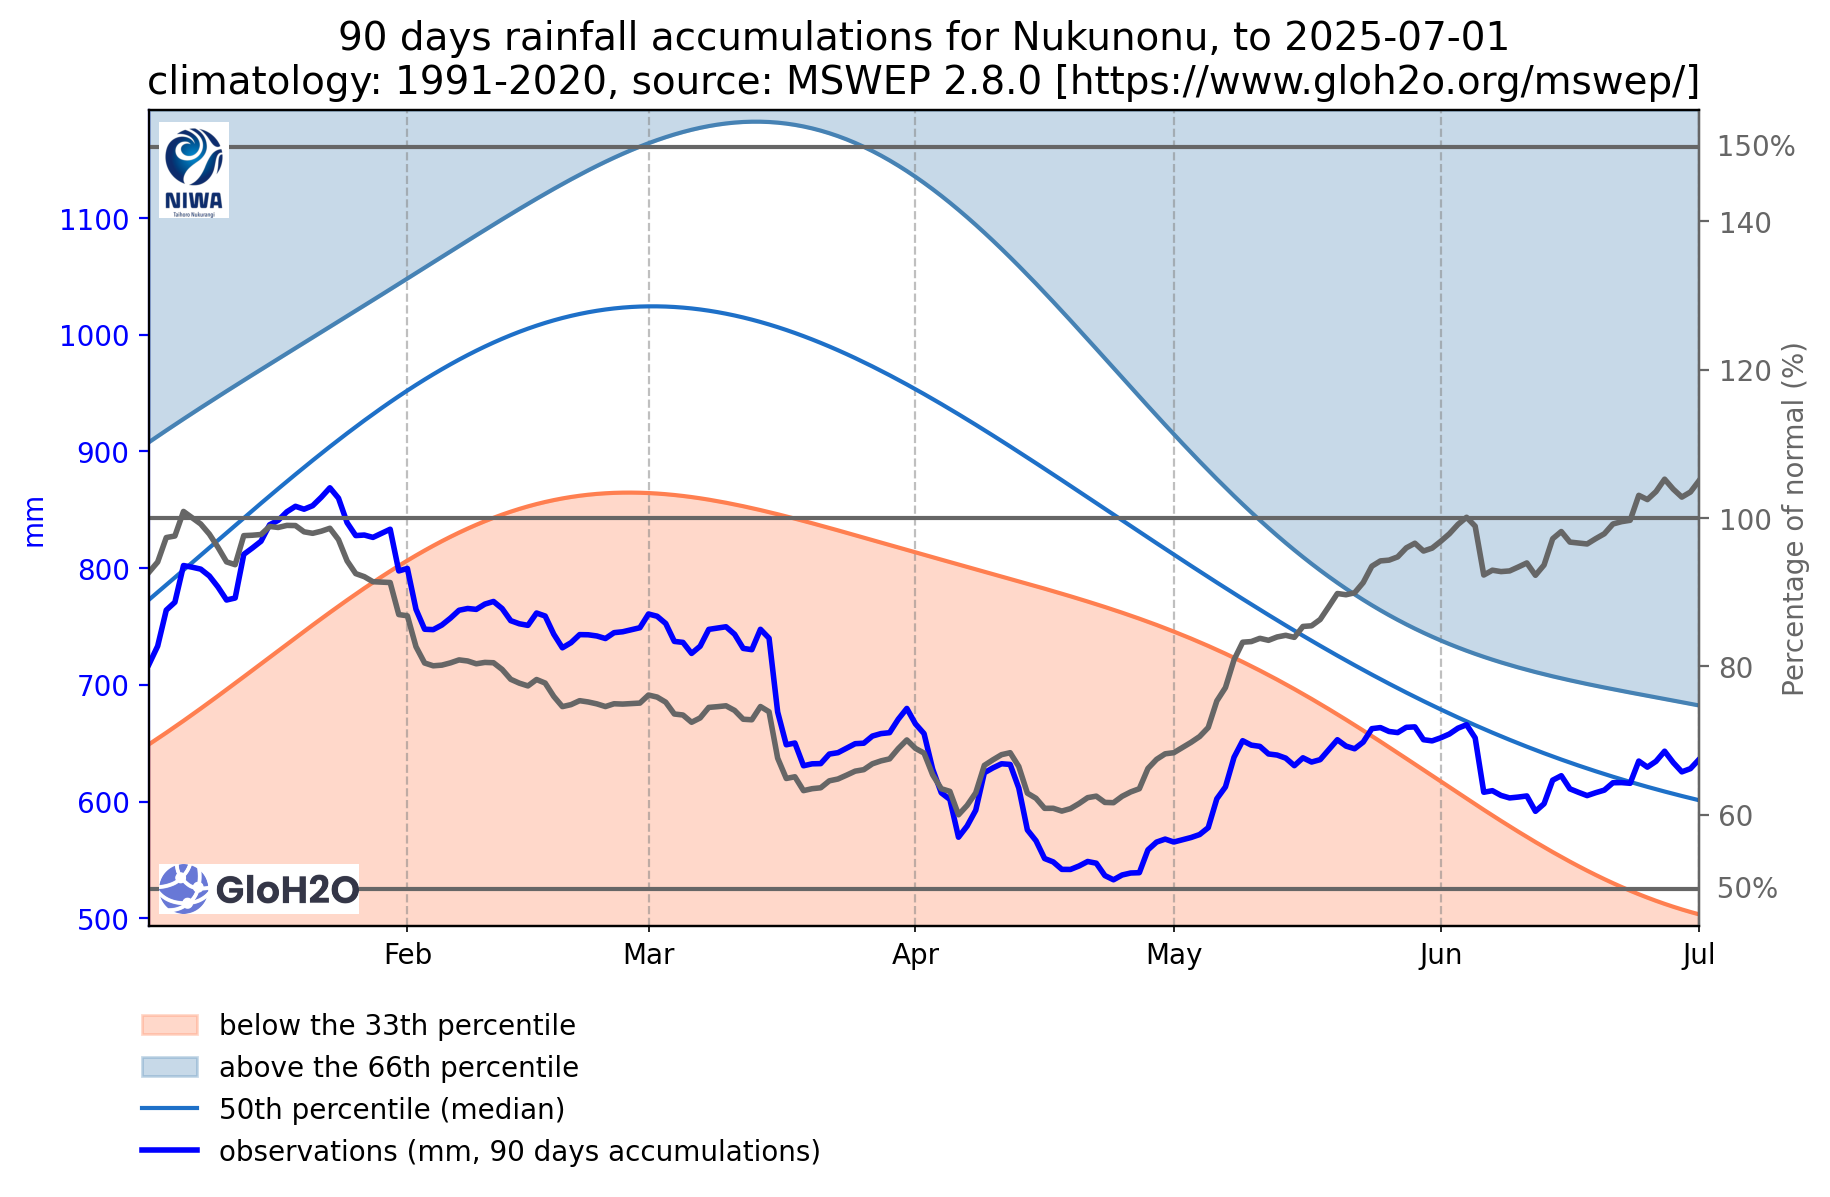 90 days rainfall accumulations for Nukunonu, to 2025-07-01
climatology: 1991-2020, source: MSWEP 2.8.0 [https://www.gloh2o.org/mswep/]
NIWA
Taihoro Nukurangi
1100
1000
900
800
700
600
500
mm
150%
140
120
100
80
60
50%
Percentage of normal (%)
GloH2O
Feb
Mar
Apr
May
Jun
Jul
below the 33th percentile
above the 66th percentile
50th percentile (median)
observations (mm, 90 days accumulations)